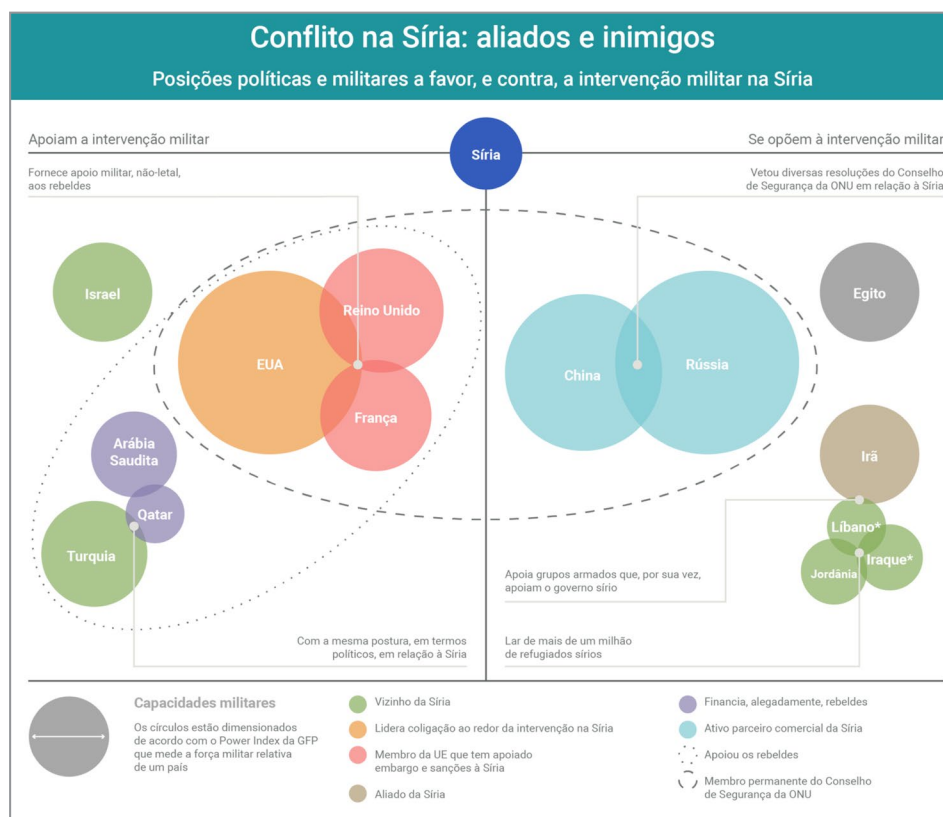 Conflito na Síria: aliados e inimigos
Posições políticas e militares a favor, e contra, a intervenção militar na Síria
Apoiam a intervenção militar
Síria
Se opõem à intervenção militar
Fornece apoio militar, não-letal,
aos rebeldes
Vetou diversas resoluções do Conselho
de Segurança da ONU em relação à Síria
Israel
Reino Unido
EUA
França
China
Rússia
Egito
Arábia
Saudita
Qatar
Turquia
Irã
Líbano*
Iraque*
Jordânia
Apoia grupos armados que, por sua vez,
apoiam o governo sírio
Com a mesma postura, em termos
políticos, em relação à Síria
Lar de mais de um milhão
de refugiados sírios
Capacidades militares
Os círculos estão dimensionados
de acordo com o Power Index da GFP
que mede a força militar relativa
de um país
Vizinho da Síria
Lidera coligação ao redor da intervenção na Síria
Membro da UE que tem apoiado
embargo e sanções à Síria
Aliado da Síria
Financia, alegadamente, rebeldes
Ativo parceiro comercial da Síria
Apoiou os rebeldes
Membro permanente do Conselho
de Segurança da ONU